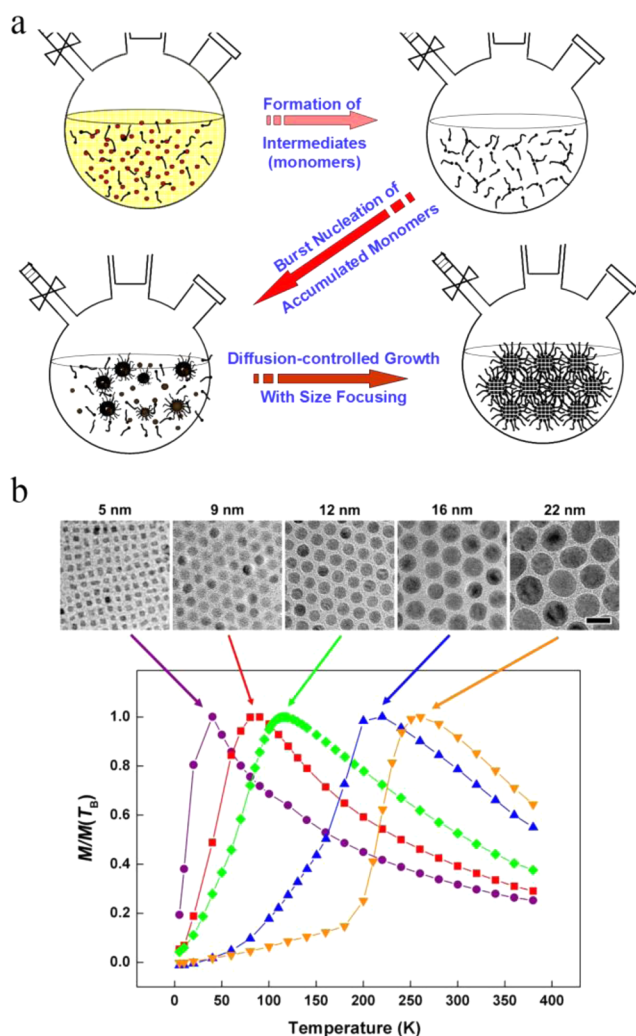 a
Formation of
Intermediates
(monomers)
Burst Nucleation of
Accumulated Monomers
Diffusion-controlled Growth
With Size Focusing
b
5 nm 9 nm 12 nm 16 nm 22 nm
M/M(TB)
1.0
0.8
0.6
0.4
0.2
0.0
0 50 100 150 200 250 300 350 400
Temperature (K)